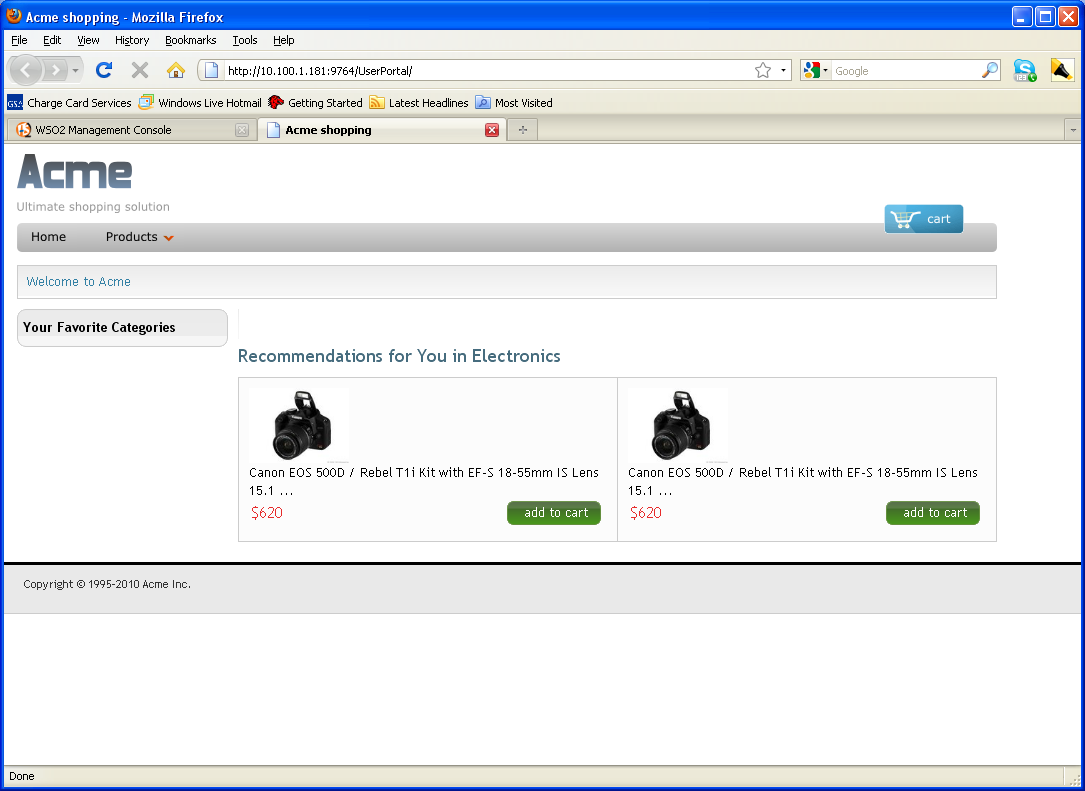 Acme shopping - Mozilla Firefox
File Edit View History Bookmarks Tools Help
http://10.100.1.181:9764/UserPortal/
Google
GSA Charge Card Services Windows Live Hotmail Getting Started Latest Headlines Most Visited
WSO2 Management Console Acme shopping
Acme
Ultimate shopping solution
cart
Home Products
Welcome to Acme
Your Favorite Categories
Recommendations for You in Electronics
Canon EOS 500D / Rebel T1i Kit with EF-S 18-55mm IS Lens
15.1 ...
$620 add to cart
Canon EOS 500D / Rebel T1i Kit with EF-S 18-55mm IS Lens
15.1 ...
$620 add to cart
Copyright © 1995-2010 Acme Inc.
Done